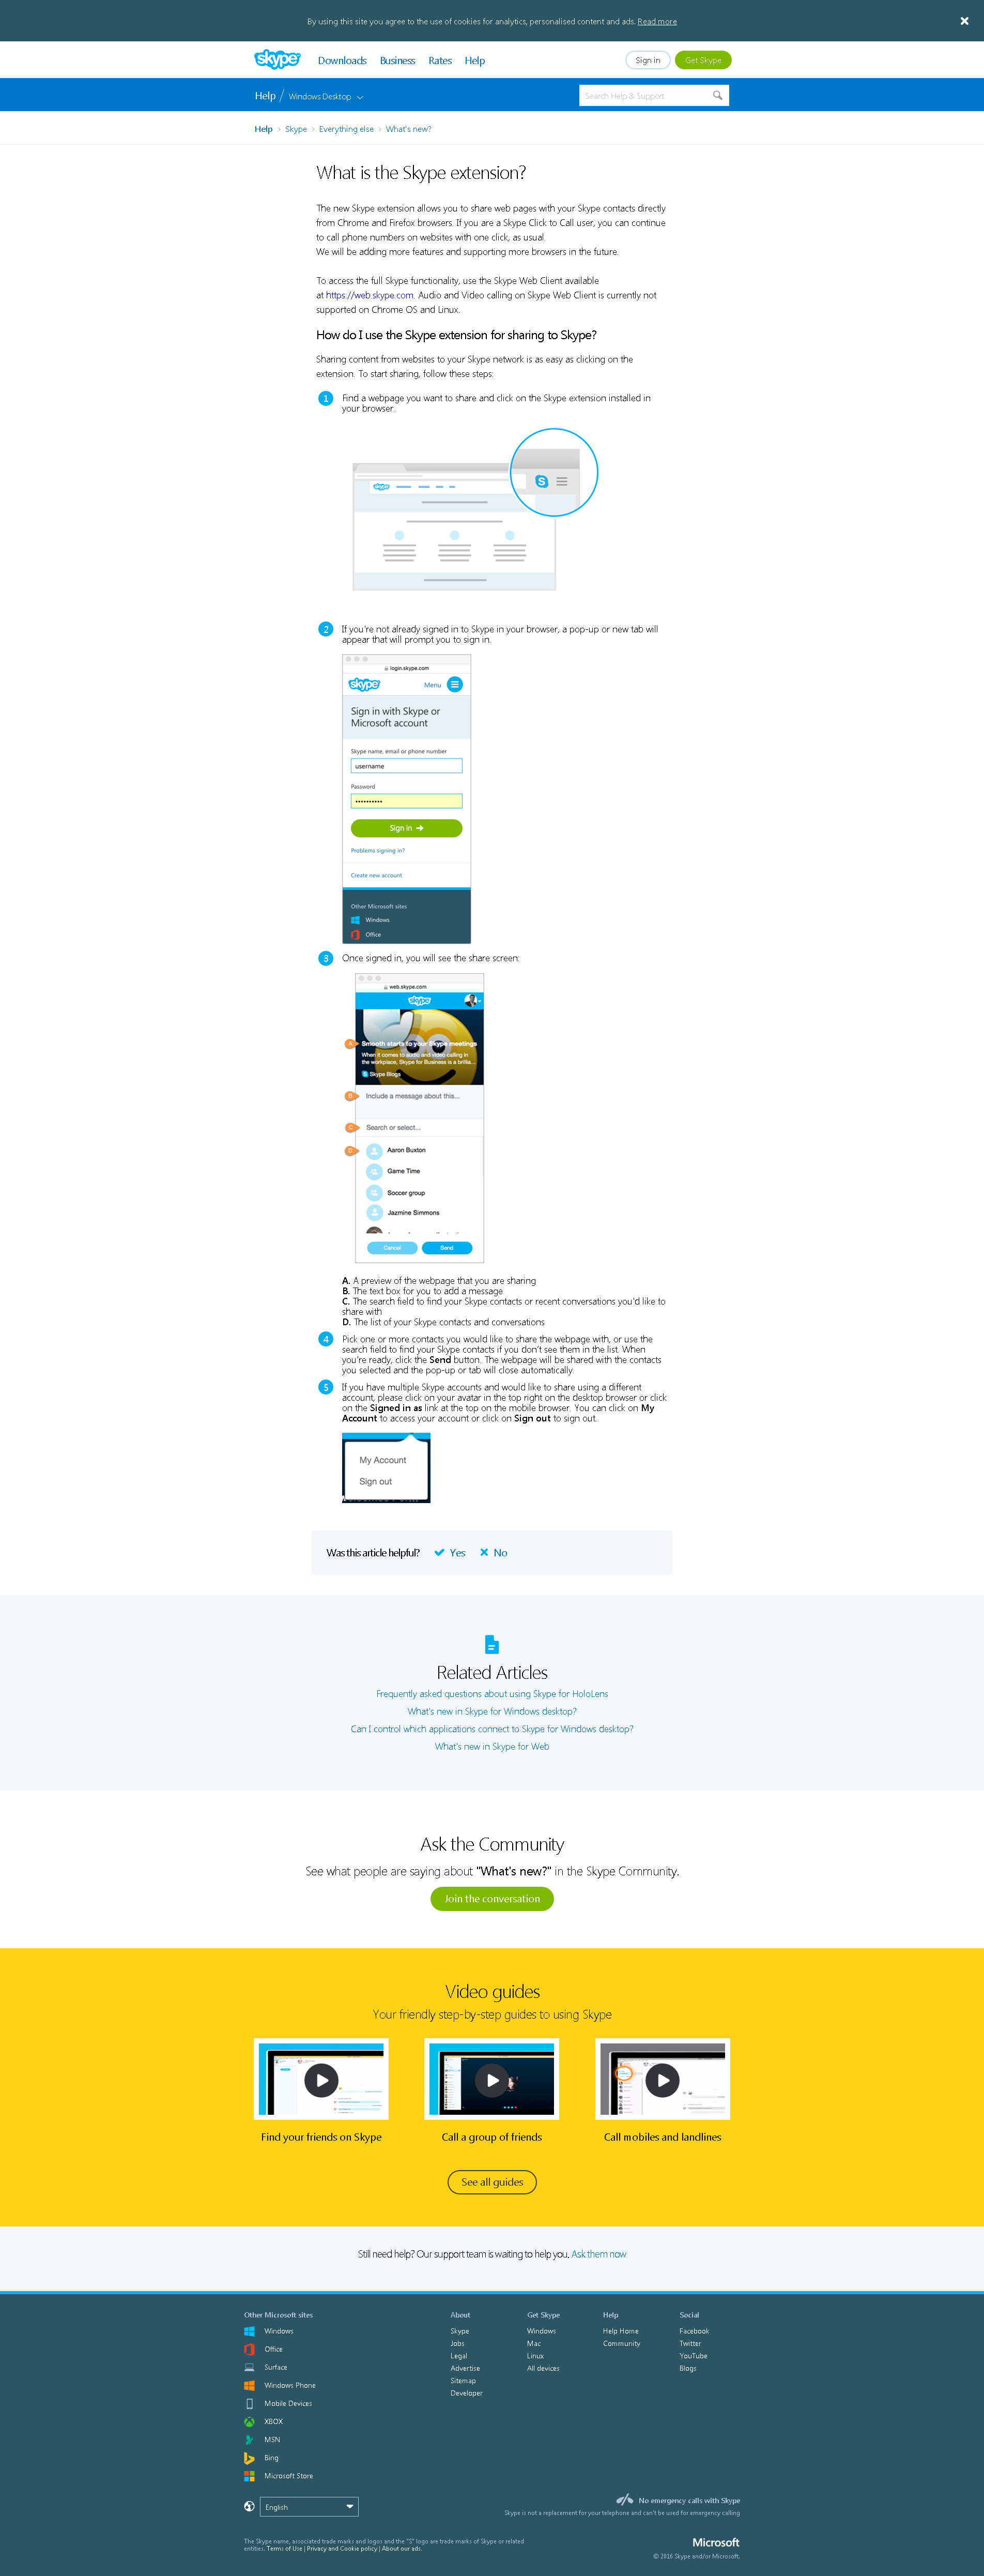 By using this site you agree to the use of cookies for analytics, personalised content and ads. Read more
skype Downloads Business Rates Help Sign in Get Skype
Help / Windows Desktop Search Help & Support
Help > Skype > Everything else > What's new?
What is the Skype extension?
The new Skype extension allows you to share web pages with your Skype contacts directly
from Chrome and Firefox browsers. If you are a Skype Click to Call user, you can continue
to call phone numbers on websites with one click, as usual.
We will be adding more features and supporting more browsers in the future.
To access the full Skype functionality, use the Skype Web Client available
at https://web.skype.com. Audio and Video calling on Skype Web Client is currently not
supported on Chrome OS and Linux.
How do I use the Skype extension for sharing to Skype?
Sharing content from websites to your Skype network is as easy as clicking on the
extension. To start sharing, follow these steps:
1 Find a webpage you want to share and click on the Skype extension installed in
your browser.
skype
S
2 If you're not already signed in to Skype in your browser, a pop-up or new tab will
appear that will prompt you to sign in.
login.skype.com
skype Menu
Sign in with Skype or
Microsoft account
Skype name, email or phone number
username
Password
••••••••••
Sign in
Problems signing in?
Create new account
Other Microsoft sites
Windows
Office
3 Once signed in, you will see the share screen:
web.skype.com
skype
A Smooth starts to your Skype meetings
When it comes to audio and video calling in
the workplace, Skype for Business is a brillia...
Skype Blogs
B Include a message about this...
C Search or select...
D Aaron Buxton
Game Time
Soccer group
Jazmine Simmons
Cancel Send
A. A preview of the webpage that you are sharing
B. The text box for you to add a message
C. The search field to find your Skype contacts or recent conversations you'd like to
share with
D. The list of your Skype contacts and conversations
4 Pick one or more contacts you would like to share the webpage with, or use the
search field to find your Skype contacts if you don't see them in the list. When
you're ready, click the Send button. The webpage will be shared with the contacts
you selected and the pop-up or tab will close automatically.
5 If you have multiple Skype accounts and would like to share using a different
account, please click on your avatar in the top right on the desktop browser or click
on the Signed in as link at the top on the mobile browser. You can click on My
Account to access your account or click on Sign out to sign out.
My Account
Sign out
Was this article helpful? Yes No
Related Articles
Frequently asked questions about using Skype for HoloLens
What's new in Skype for Windows desktop?
Can I control which applications connect to Skype for Windows desktop?
What's new in Skype for Web
Ask the Community
See what people are saying about "What's new?" in the Skype Community.
Join the conversation
Video guides
Your friendly step-by-step guides to using Skype
Find your friends on Skype Call a group of friends Call mobiles and landlines
See all guides
Still need help? Our support team is waiting to help you. Ask them now
Other Microsoft sites
Windows
Office
Surface
Windows Phone
Mobile Devices
XBOX
MSN
Bing
Microsoft Store
About
Skype
Jobs
Legal
Advertise
Sitemap
Developer
Get Skype
Windows
Mac
Linux
All devices
Help
Help Home
Community
Social
Facebook
Twitter
YouTube
Blogs
English
No emergency calls with Skype
Skype is not a replacement for your telephone and can't be used for emergency calling
The Skype name, associated trade marks and logos and the "S" logo are trade marks of Skype or related
entities. Terms of Use | Privacy and Cookie policy | About our ads.
Microsoft
© 2016 Skype and/or Microsoft.